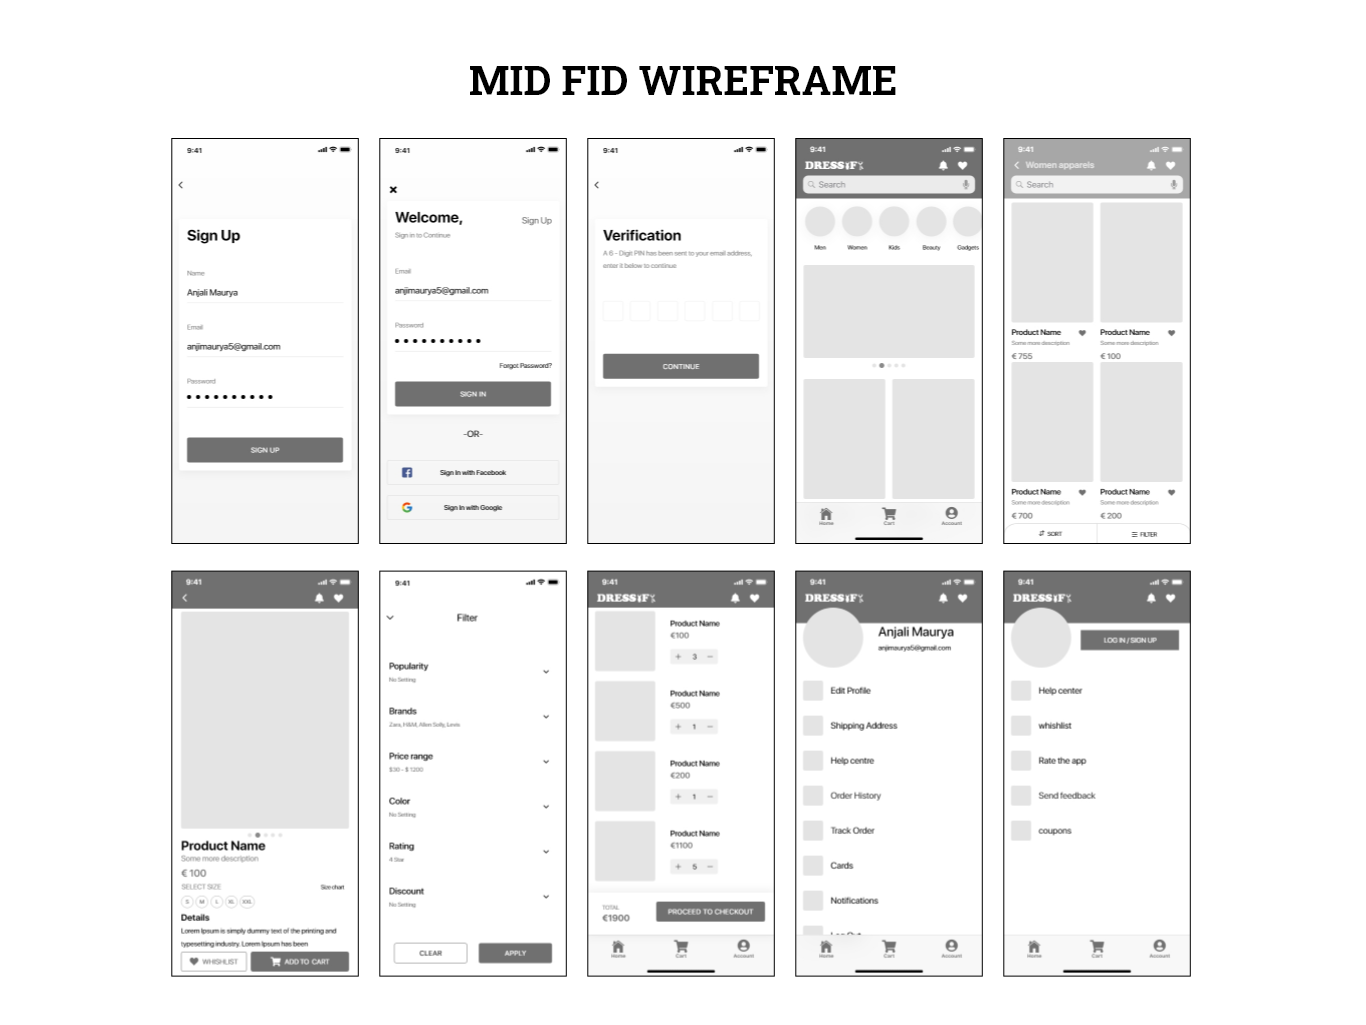 MID FID WIREFRAME
9:41
Sign Up
Name
Anjali Maurya
Email
anjimaurya5@gmail.com
Password
SIGN UP
9:41
Welcome,
Sign Up
Sign in to Continue
Email
anjimaurya5@gmail.com
Password
Forgot Password?
SIGN IN
-OR-
Sign In with Facebook
Sign In with Google
9:41
Verification
A 6 - Digit PIN has been sent to your email address,
enter it below to continue
CONTINUE
9:41
DRESSIFY
Search
Men Women Kids Beauty Gadgets
Home Cart Account
9:41
Women apparels
Search
Product Name Product Name
Some more description Some more description
€ 755 € 100
Product Name Product Name
Some more description Some more description
€ 700 € 200
SORT FILTER
9:41
Product Name
Some more description
€ 100
SELECT SIZE Size chart
S M L XL XXL
Details
Lorem Ipsum is simply dummy text of the printing and
typesetting industry. Lorem Ipsum has been
WHISHLIST ADD TO CART
9:41
Filter
Popularity
No Setting
Brands
Zara, H&M, Allen Solly, Levis
Price range
$30 - $ 1200
Color
No Setting
Rating
4 Star
Discount
No Setting
CLEAR APPLY
9:41
DRESSIFY
Product Name
€100
+ 3 −
Product Name
€500
+ 1 −
Product Name
€200
+ 1 −
Product Name
€1100
+ 5 −
TOTAL
€1900
PROCEED TO CHECKOUT
Home Cart Account
9:41
DRESSIFY
Anjali Maurya
anjimaurya5@gmail.com
Edit Profile
Shipping Address
Help centre
Order History
Track Order
Cards
Notifications
Log Out
Home Cart Account
9:41
DRESSIFY
LOG IN / SIGN UP
Help center
whishlist
Rate the app
Send feedback
coupons
Home Cart Account